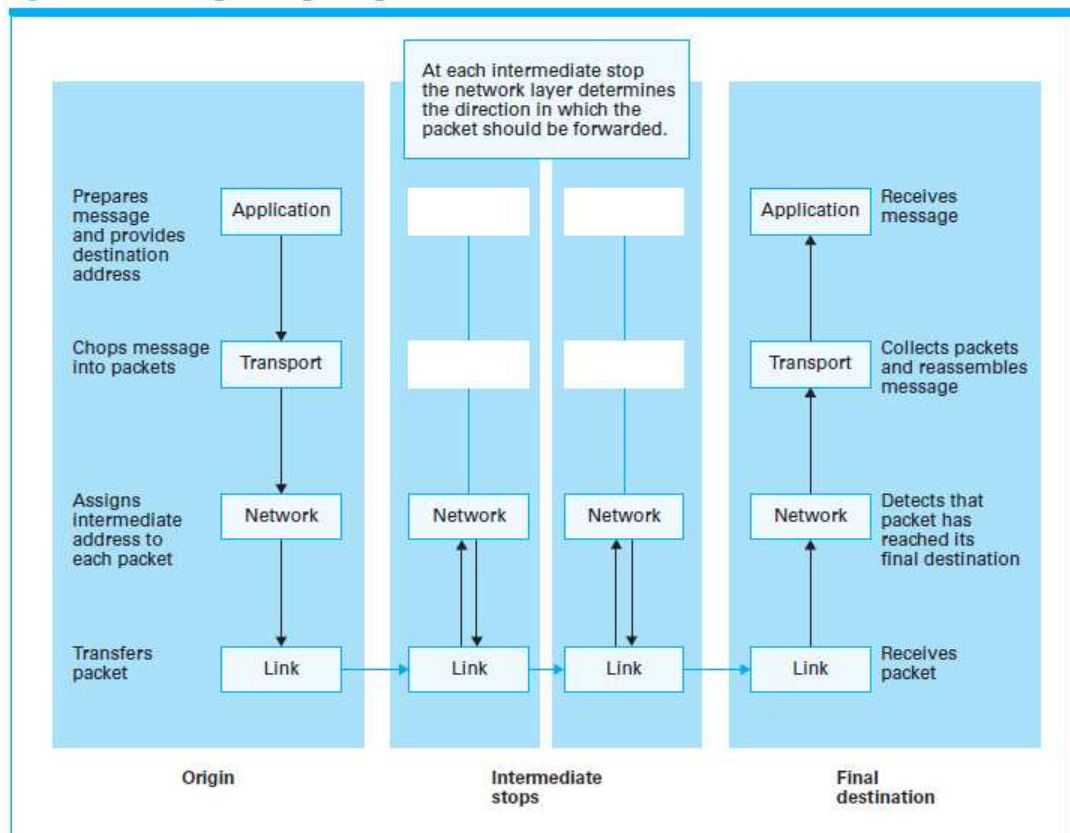 At each intermediate stop
the network layer determines
the direction in which the
packet should be forwarded.
Prepares
message
and provides
destination
address
Application
Application
Receives
message
Chops message
into packets
Transport
Transport
Collects packets
and reassembles
message
Assigns
intermediate
address to
each packet
Network
Network
Network
Network
Detects that
packet has
reached its
final destination
Transfers
packet
Link
Link
Link
Link
Receives
packet
Origin
Intermediate
stops
Final
destination